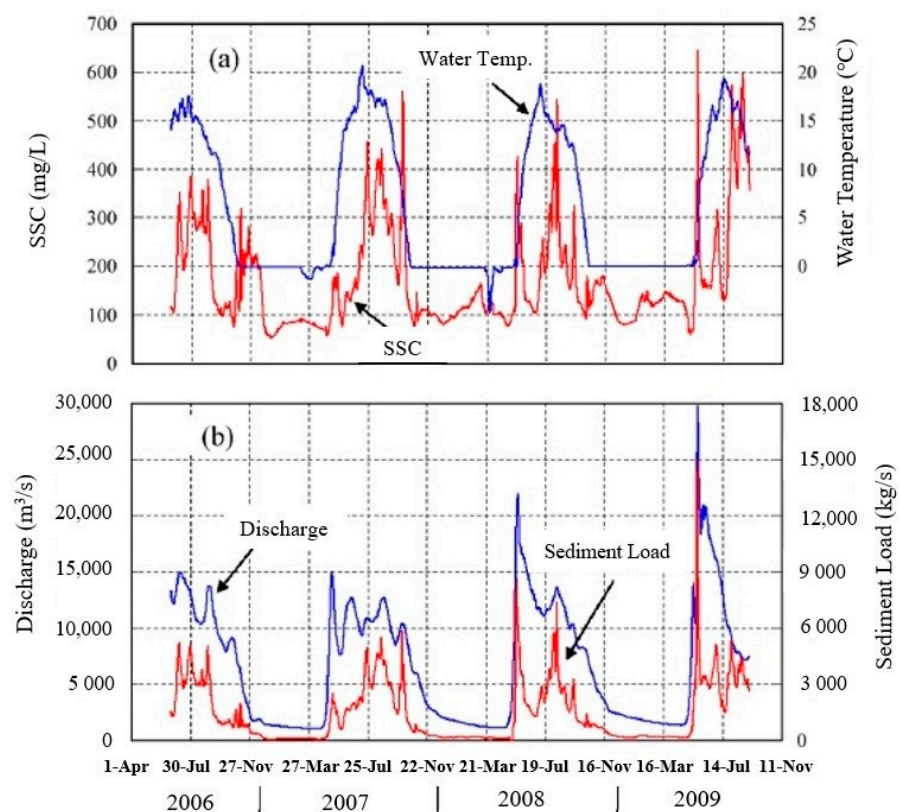 (a)
Water Temp.
SSC
SSC (mg/L)
700
600
500
400
300
200
100
0
25
20
15
10
5
0
Water Temperature (°C)
(b)
Discharge
Sediment Load
Discharge (m³/s)
30,000
25,000
20,000
15,000
10,000
5 000
0
18,000
15,000
12,000
9 000
6 000
3 000
0
Sediment Load (kg/s)
1-Apr 30-Jul 27-Nov 27-Mar 25-Jul 22-Nov 21-Mar 19-Jul 16-Nov 16-Mar 14-Jul 11-Nov
2006 2007 2008 2009